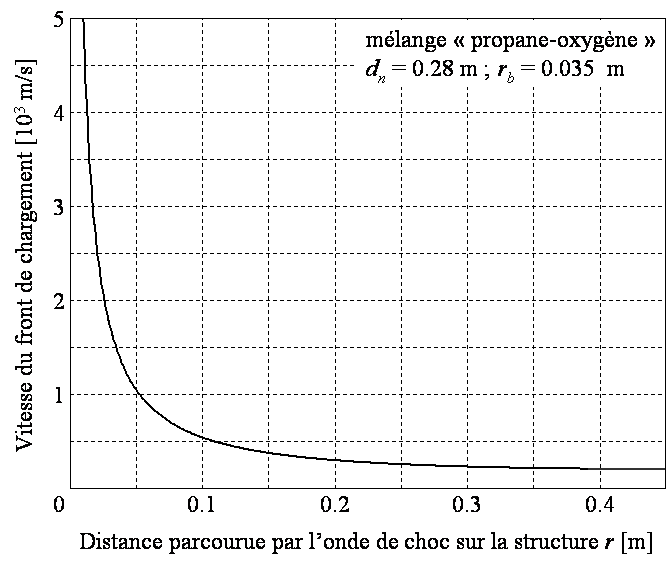 mélange « propane-oxygène »
dₙ = 0.28 m ; r_b = 0.035 m
Vitesse du front de chargement [10³ m/s]
5
4
3
2
1
0
0.1
0.2
0.3
0.4
Distance parcourue par l’onde de choc sur la structure r [m]